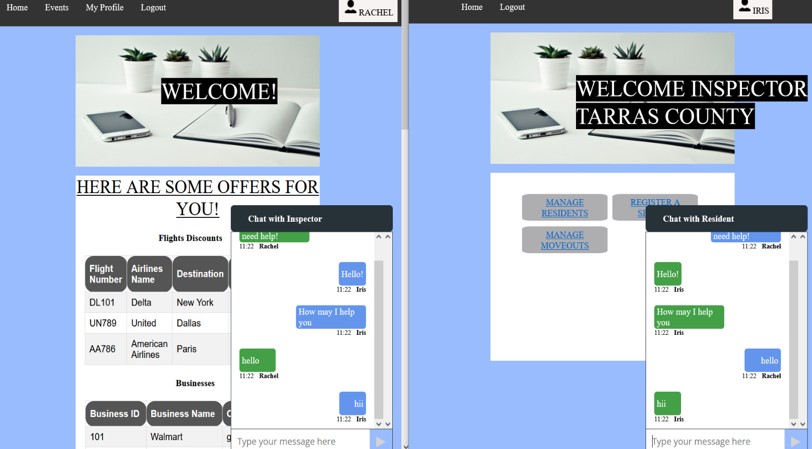 Home Events My Profile Logout
RACHEL
WELCOME!
HERE ARE SOME OFFERS FOR
YOU!
Flights Discounts
Flight Number Airlines Name Destination
DL101 Delta New York
UN789 United Dallas
AA786 American Airlines Paris
Businesses
Business ID Business Name
101 Walmart
Chat with Inspector
need help!
11:22 Rachel
Hello!
11:22 Iris
How may I help
you
11:22 Iris
hello
11:22 Rachel
hii
11:22 Iris
Type your message here
Home Logout
IRIS
WELCOME INSPECTOR
TARRAS COUNTY
MANAGE
RESIDENTS
REGISTER A
MANAGE
MOVEOUTS
Chat with Resident
need help!
11:22 Rachel
Hello!
11:22 Iris
How may I help
you
11:22 Iris
hello
11:22 Rachel
hii
11:22 Iris
Type your message here